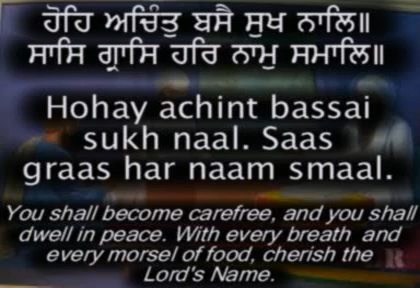 ਹੋਹਿ ਅਚਿੰਤੁ ਬਸੈ ਸੁਖ ਨਾਲਿ॥
ਸਾਸਿ ਗ੍ਰਾਸਿ ਹਰਿ ਨਾਮੁ ਸਮਾਲਿ॥
Hohay achint bassai
sukh naal. Saas
graas har naam smaal.
You shall become carefree, and you shall
dwell in peace. With every breath and
every morsel of food, cherish the
Lord's Name.